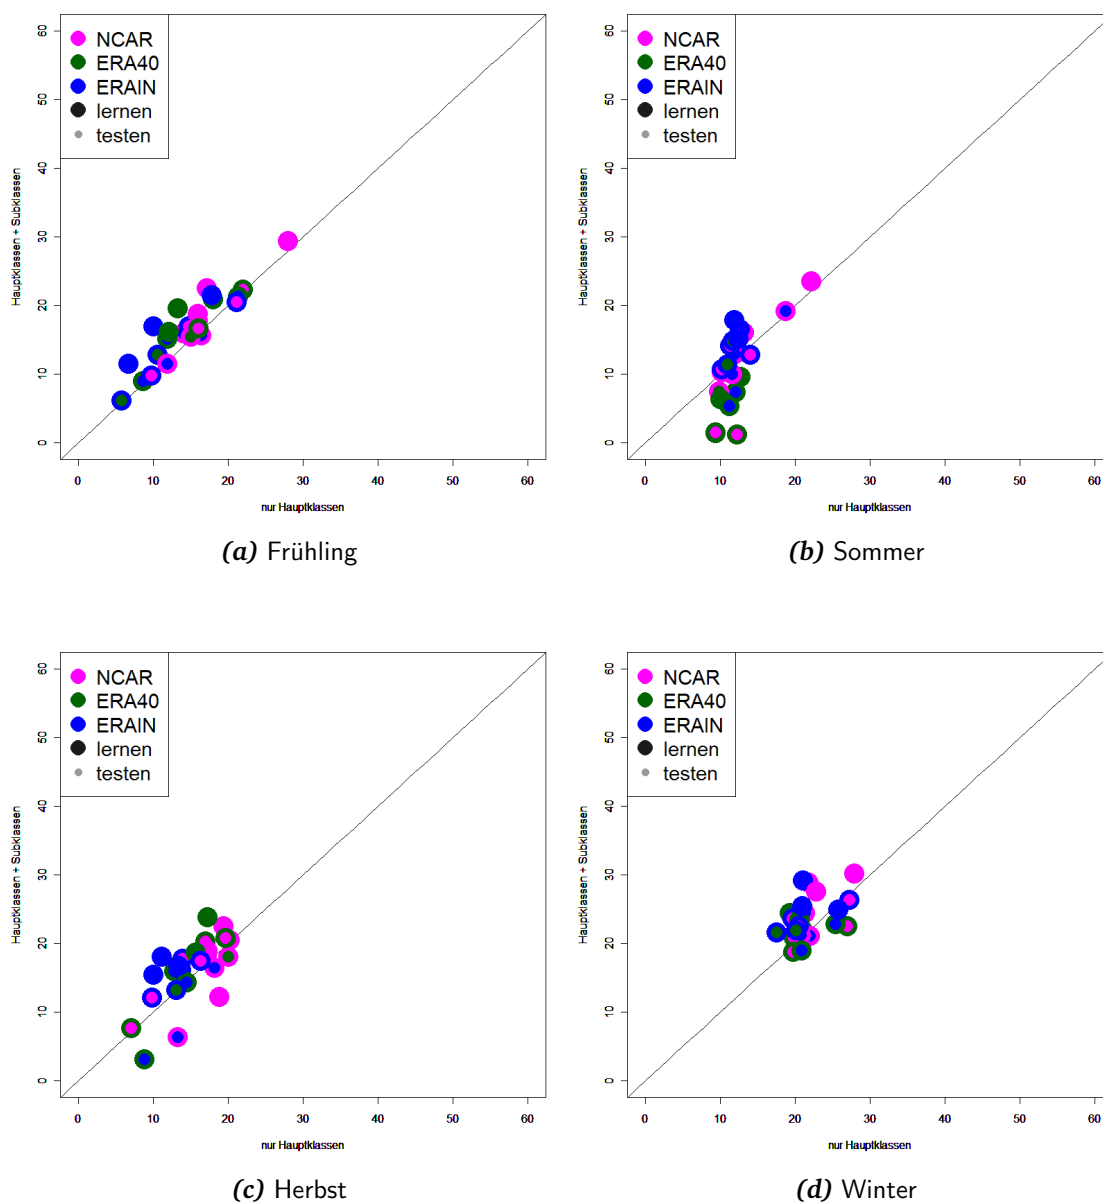 60
50
40
30
20
10
0
Hauptklassen + Subklassen
NCAR
ERA40
ERAIN
lernen
testen
0 10 20 30 40 50 60
nur Hauptklassen
(a) Frühling
60
50
40
30
20
10
0
Hauptklassen + Subklassen
NCAR
ERA40
ERAIN
lernen
testen
0 10 20 30 40 50 60
nur Hauptklassen
(b) Sommer
60
50
40
30
20
10
0
Hauptklassen + Subklassen
NCAR
ERA40
ERAIN
lernen
testen
0 10 20 30 40 50 60
nur Hauptklassen
(c) Herbst
60
50
40
30
20
10
0
Hauptklassen + Subklassen
NCAR
ERA40
ERAIN
lernen
testen
0 10 20 30 40 50 60
nur Hauptklassen
(d) Winter